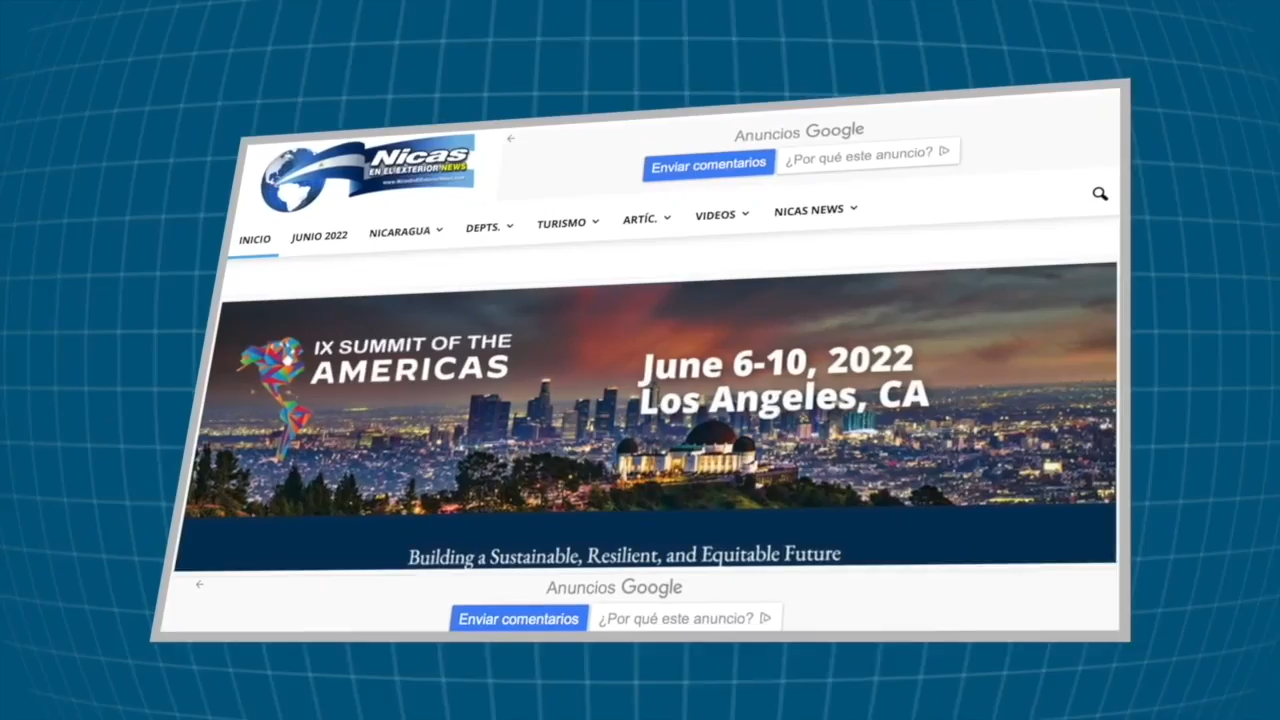 Anuncios Google
Enviar comentarios
¿Por qué este anuncio?
Nicas
EN EL EXTERIOR NEWS
INICIO
JUNIO 2022
NICARAGUA
DEPTS.
TURISMO
ARTÍC.
VIDEOS
NICAS NEWS
IX SUMMIT OF THE
AMERICAS
June 6-10, 2022
Los Angeles, CA
Building a Sustainable, Resilient, and Equitable Future
Anuncios Google
Enviar comentarios
¿Por qué este anuncio?